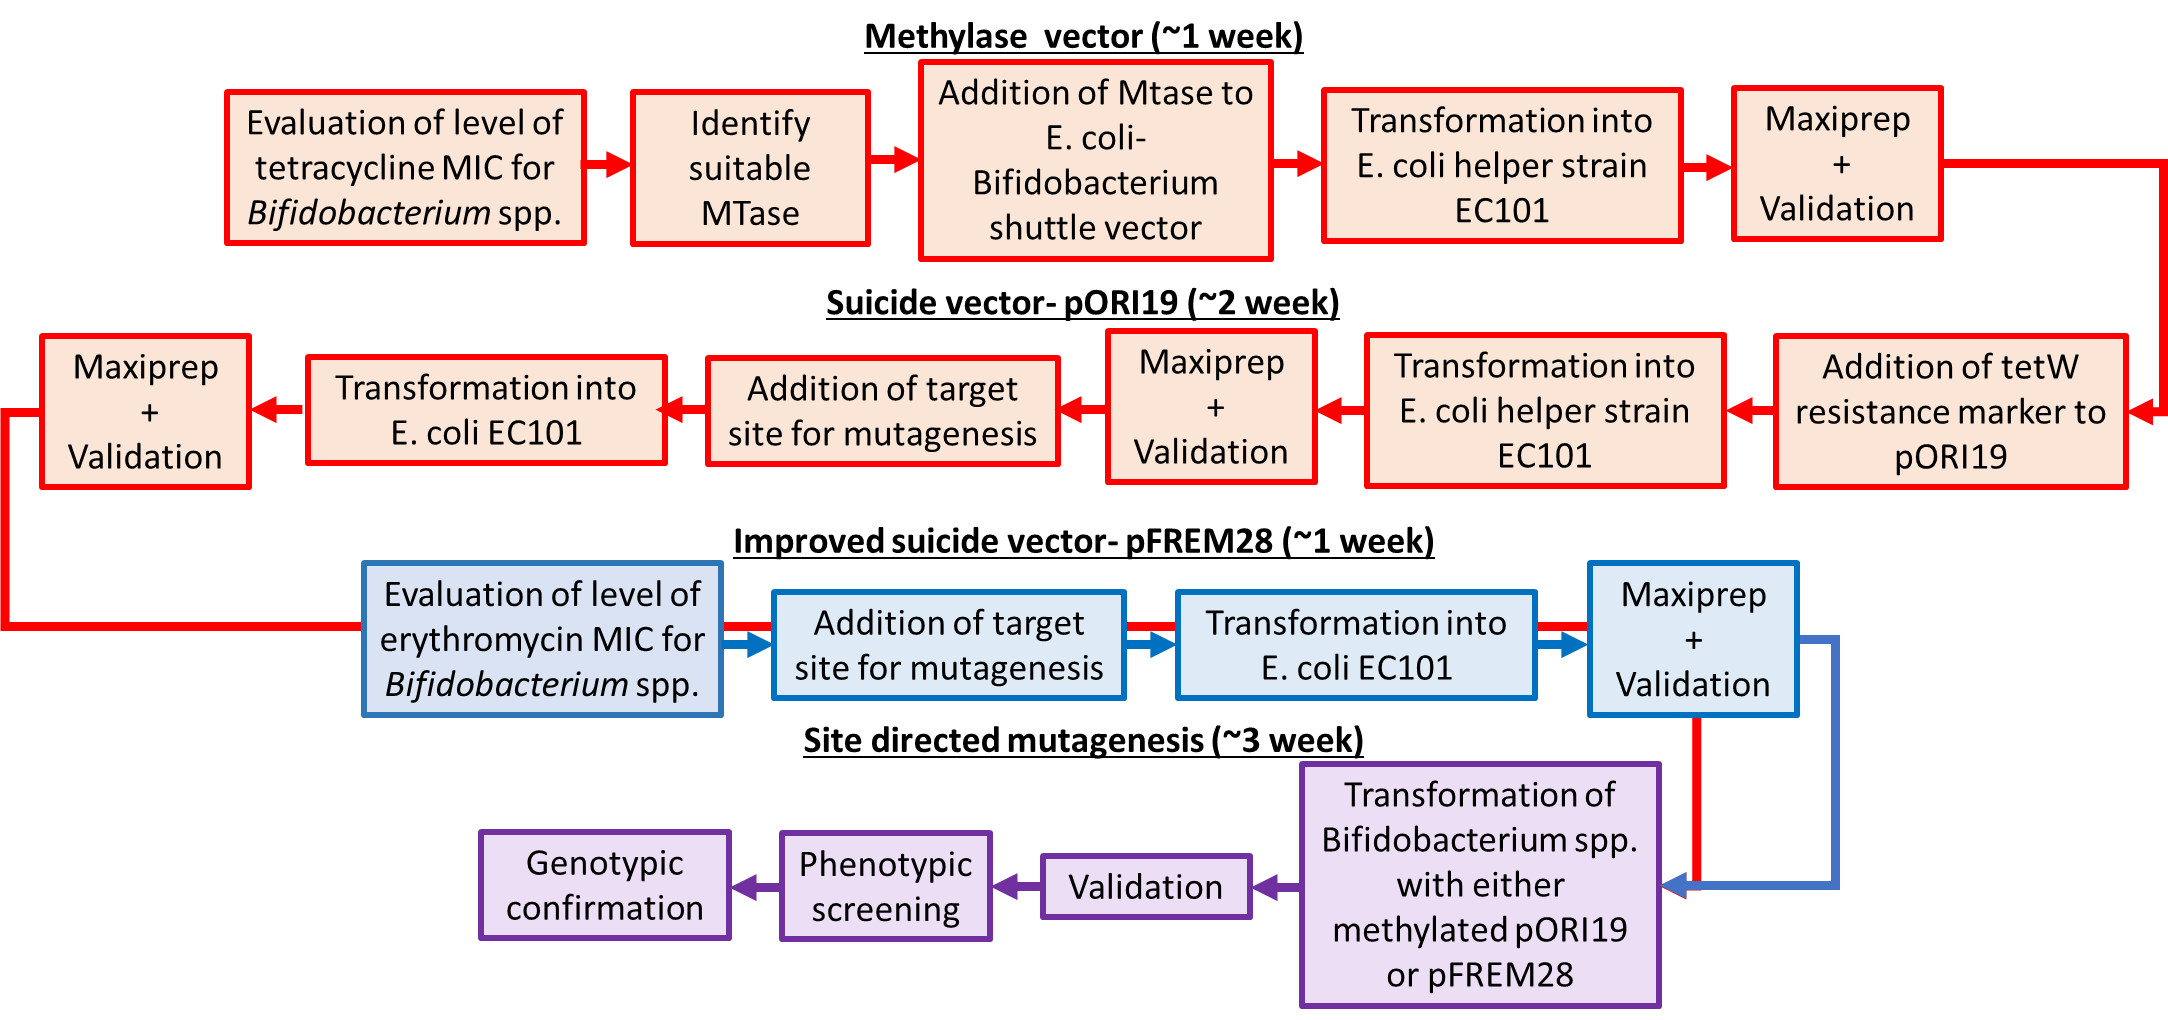 Methylase  vector (~1 week)
Evaluation of level of
tetracycline MIC for
Bifidobacterium spp.
Identify
suitable
MTase
Addition of Mtase to
E. coli-
Bifidobacterium
shuttle vector
Transformation into
E. coli helper strain
EC101
Maxiprep
+
Validation
Suicide vector- pORI19 (~2 week)
Addition of tetW
resistance marker to
pORI19
Transformation into
E. coli helper strain
EC101
Maxiprep
+
Validation
Addition of target
site for mutagenesis
Transformation into
E. coli EC101
Maxiprep
+
Validation
Improved suicide vector- pFREM28 (~1 week)
Evaluation of level of
erythromycin MIC for
Bifidobacterium spp.
Addition of target
site for mutagenesis
Transformation into
E. coli EC101
Maxiprep
+
Validation
Site directed mutagenesis (~3 week)
Transformation of
Bifidobacterium spp.
with either
methylated pORI19
or pFREM28
Validation
Phenotypic
screening
Genotypic
confirmation